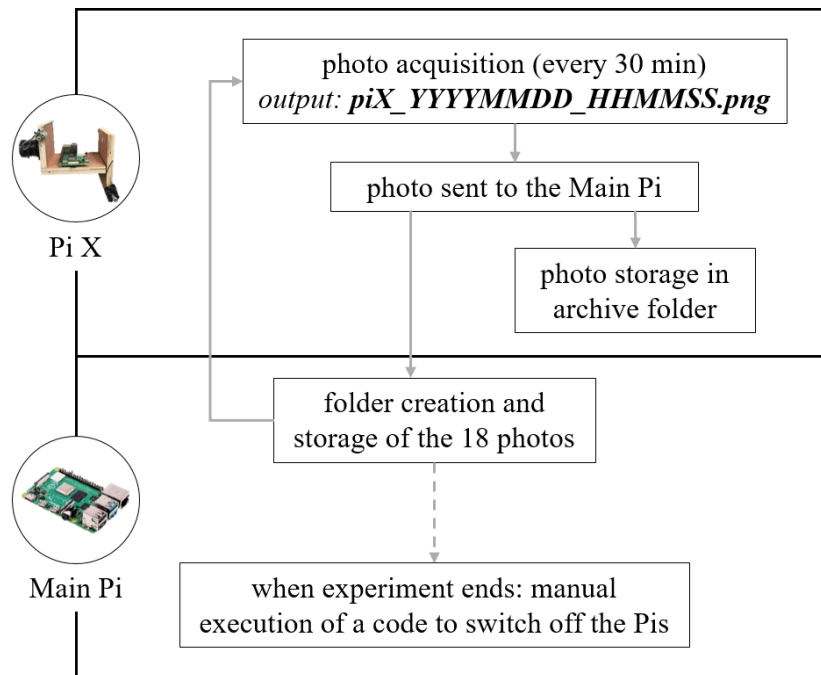 photo acquisition (every 30 min)
output: piX_YYYYMMDD_HHMMSS.png
photo sent to the Main Pi
Pi X
photo storage in
archive folder
folder creation and
storage of the 18 photos
Main Pi
when experiment ends: manual
execution of a code to switch off the Pis